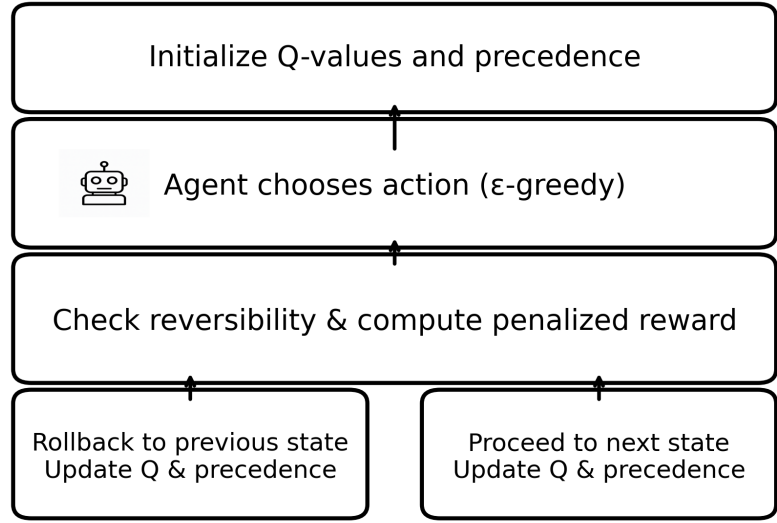 Initialize Q-values and precedence
Agent chooses action (ε-greedy)
Check reversibility & compute penalized reward
Rollback to previous state
Update Q & precedence
Proceed to next state
Update Q & precedence